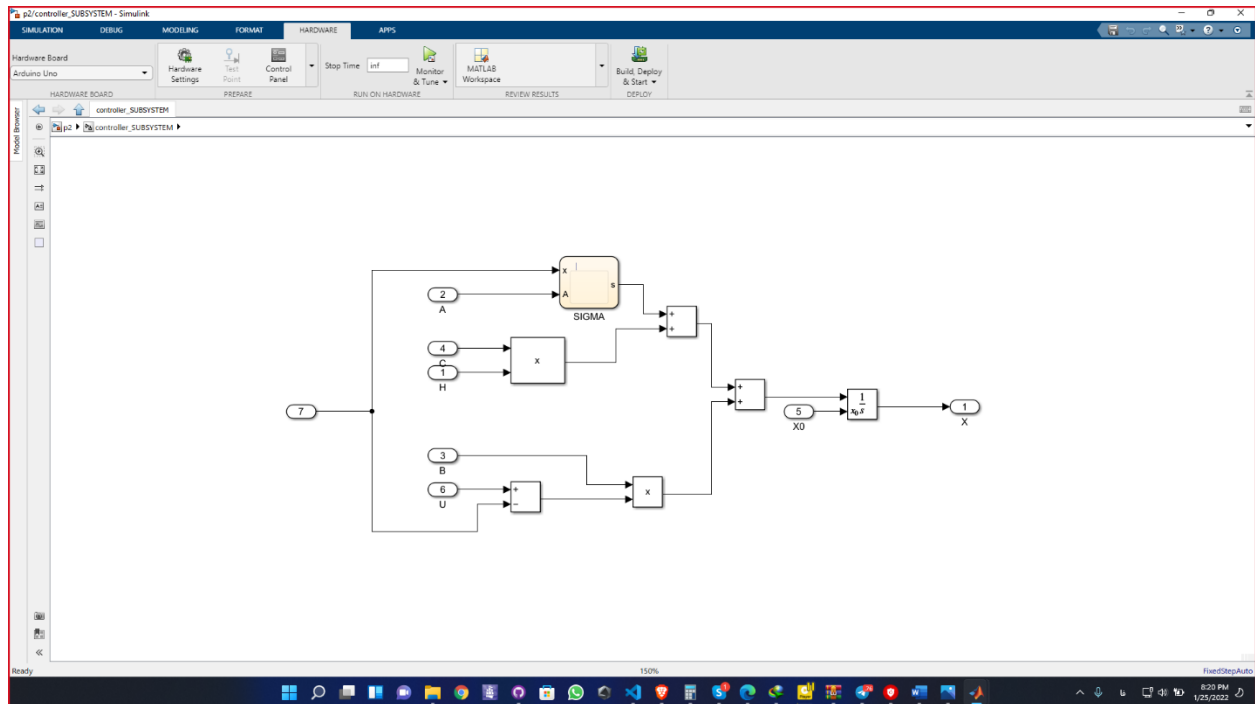 p2/controller_SUBSYSTEM - Simulink
SIMULATION DEBUG MODELING FORMAT HARDWARE APPS
Hardware Board
Arduino Uno
Hardware Settings
Test Point
Control Panel
Stop Time inf
Monitor & Tune
MATLAB Workspace
Build, Deploy & Start
HARDWARE BOARD PREPARE RUN ON HARDWARE REVIEW RESULTS DEPLOY
Model Browser
controller_SUBSYSTEM
p2 controller_SUBSYSTEM
x
s
2
A
A
SIGMA
+
+
4
C
x
1
H
+
+
7
5
X0
1
x₀ s
1
X
3
B
6
U
+
−
x
Ready 150% FixedStepAuto
8:20 PM
1/25/2022